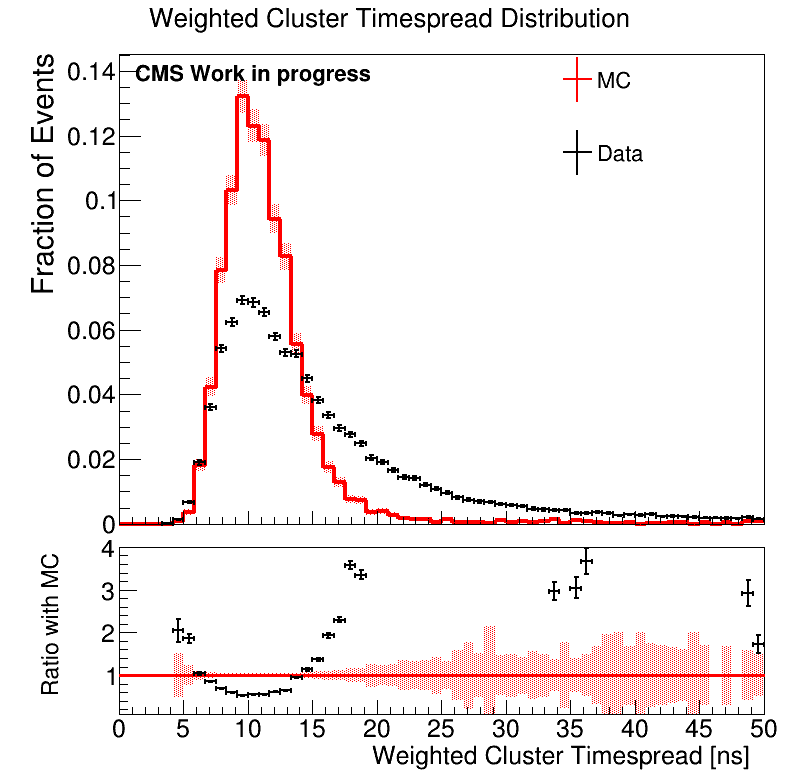 Weighted Cluster Timespread Distribution
Fraction of Events
0.14
0.12
0.1
0.08
0.06
0.04
0.02
0
CMS Work in progress
MC
Data
Ratio with MC
4
3
2
1
0 5 10 15 20 25 30 35 40 45 50
Weighted Cluster Timespread [ns]